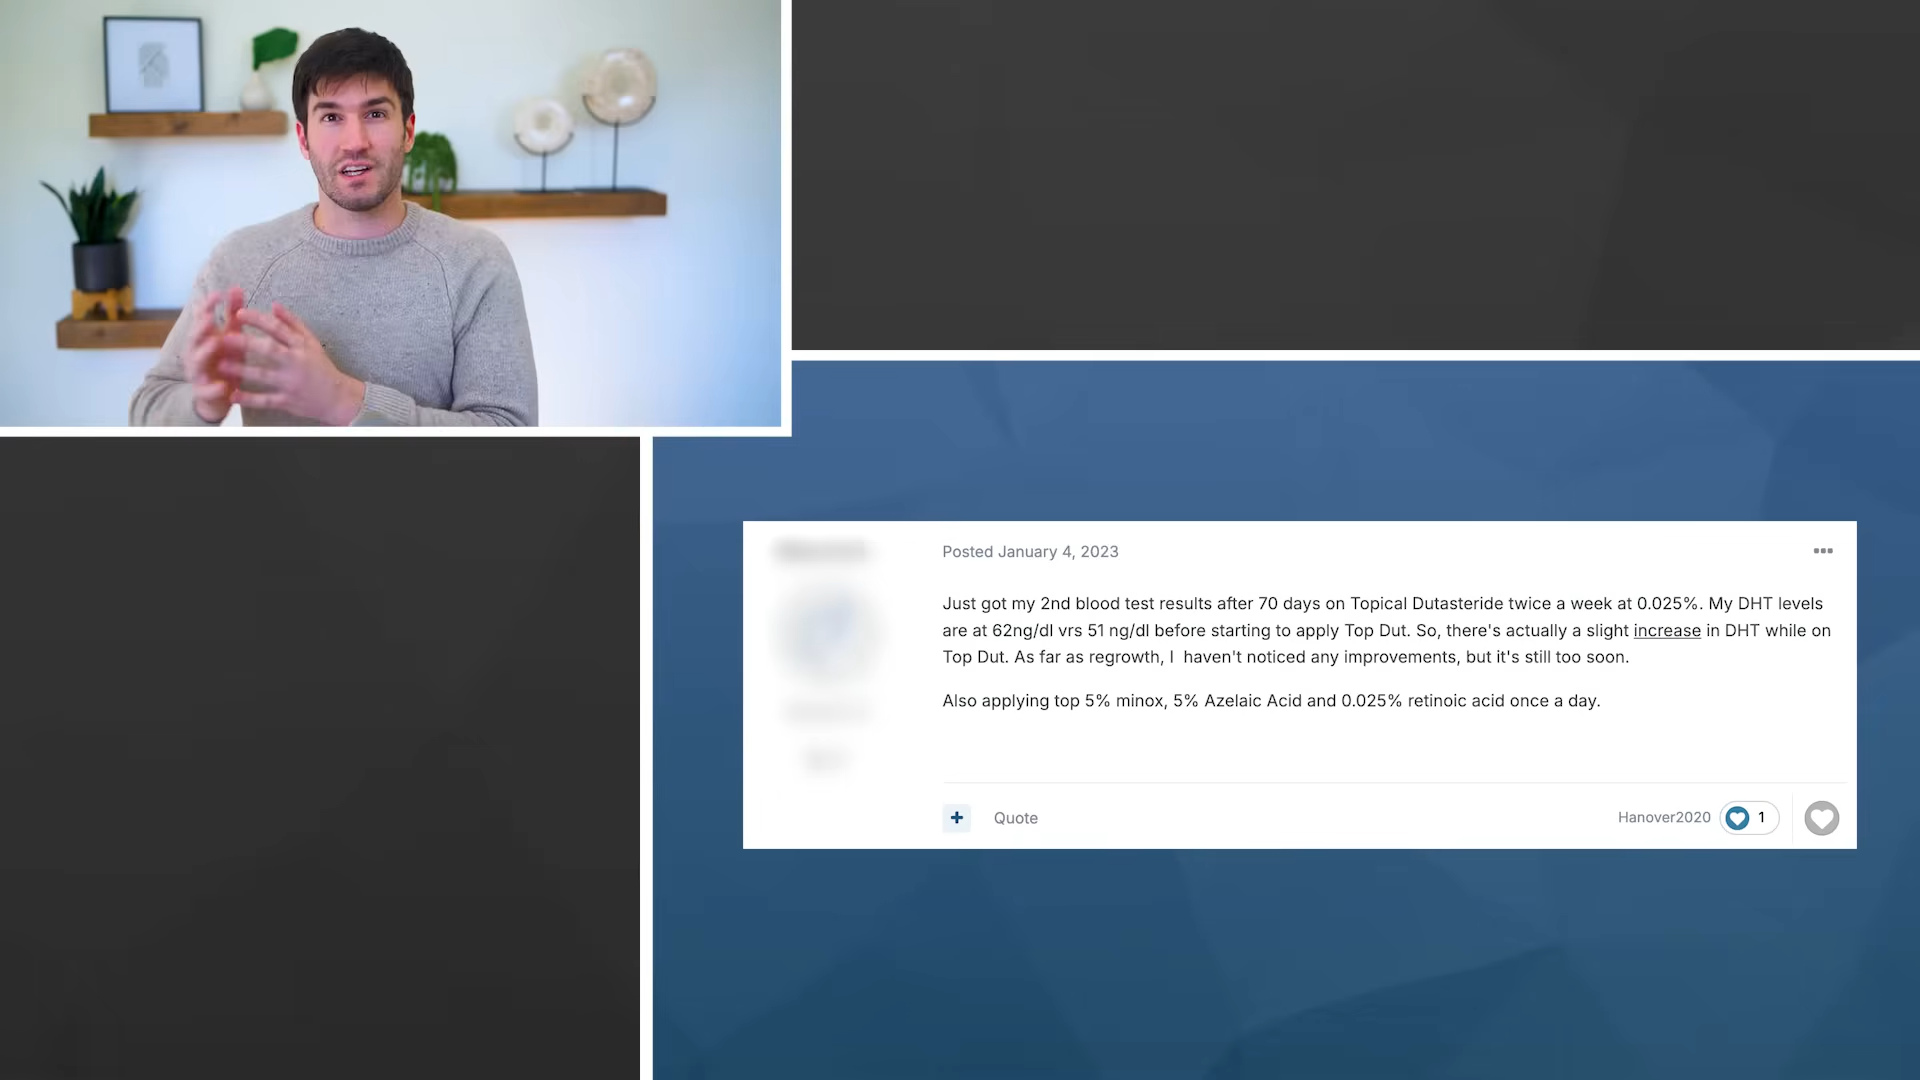 Posted January 4, 2023
Just got my 2nd blood test results after 70 days on Topical Dutasteride twice a week at 0.025%. My DHT levels
are at 62ng/dl vrs 51 ng/dl before starting to apply Top Dut. So, there's actually a slight increase in DHT while on
Top Dut. As far as regrowth, I haven't noticed any improvements, but it's still too soon.
Also applying top 5% minox, 5% Azelaic Acid and 0.025% retinoic acid once a day.
+ Quote
Hanover2020 1